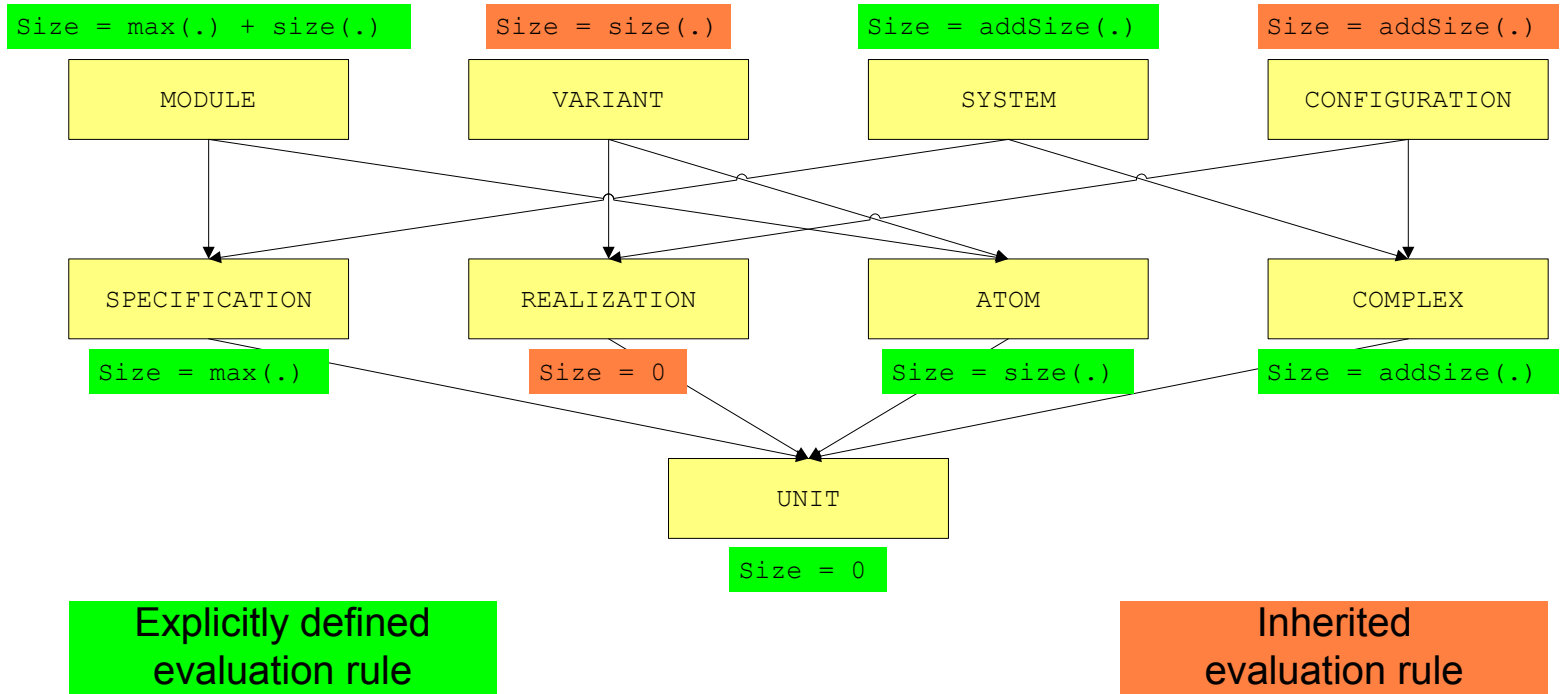 Size = max(.) + size(.)
Size = size(.)
Size = addSize(.)
Size = addSize(.)
MODULE
VARIANT
SYSTEM
CONFIGURATION
SPECIFICATION
REALIZATION
ATOM
COMPLEX
Size = max(.)
Size = 0
Size = size(.)
Size = addSize(.)
UNIT
Size = 0
Explicitly defined
evaluation rule
Inherited
evaluation rule